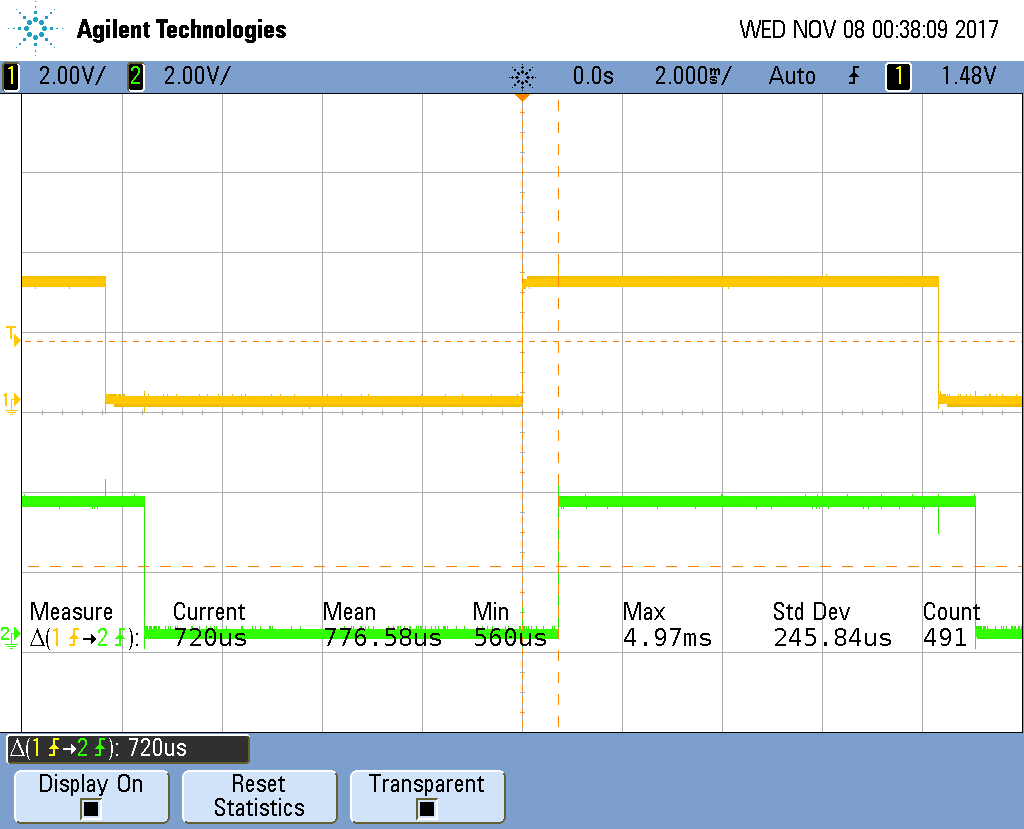 Agilent Technologies WED NOV 08 00:38:09 2017
1 2.00V/ 2 2.00V/ 0.0s 2.000ms/ Auto 1 1.48V
T
1
2
Measure Current Mean Min Max Std Dev Count
Δ(1→2): 720us 776.58us 560us 4.97ms 245.84us 491
Δ(1→2): 720us
Display On Reset Transparent
Statistics